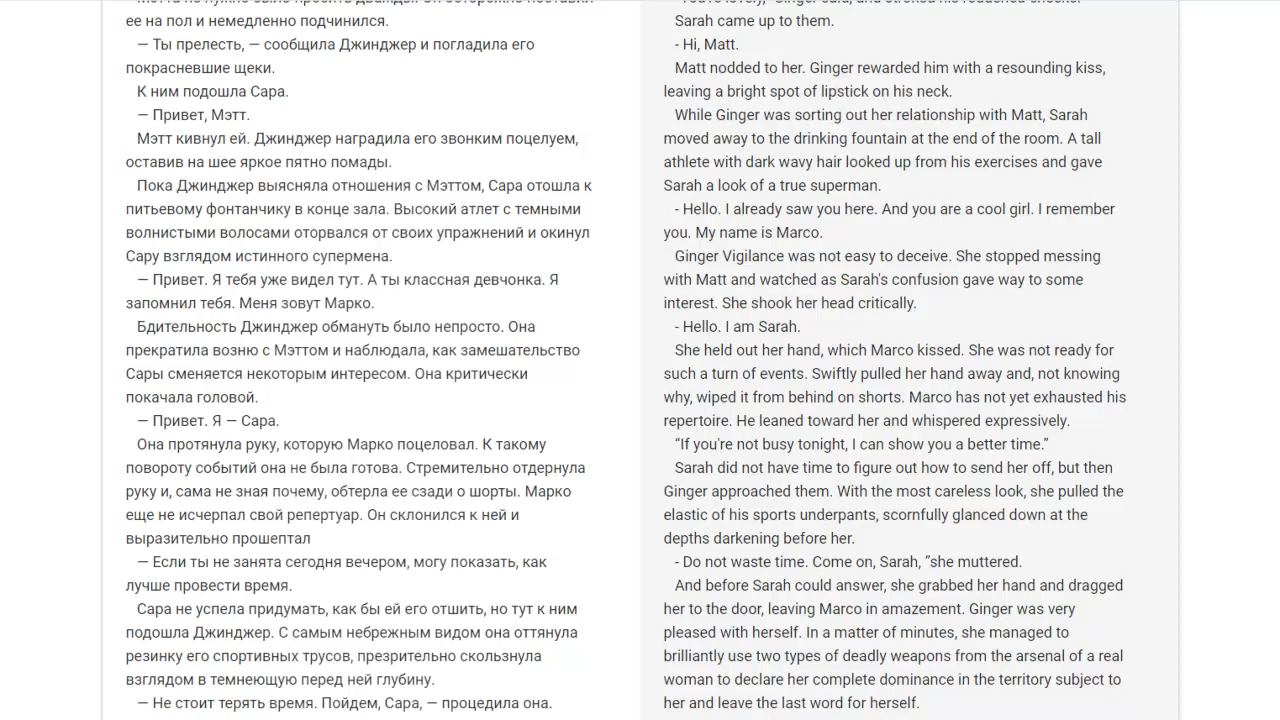 ее на пол и немедленно подчинился.
— Ты прелесть, — сообщила Джинджер и погладила его
покрасневшие щеки.
К ним подошла Сара.
— Привет, Мэтт.
Мэтт кивнул ей. Джинджер наградила его звонким поцелуем,
оставив на шее яркое пятно помады.
Пока Джинджер выясняла отношения с Мэттом, Сара отошла к
питьевому фонтанчику в конце зала. Высокий атлет с темными
волнистыми волосами оторвался от своих упражнений и окинул
Сару взглядом истинного супермена.
— Привет. Я тебя уже видел тут. А ты классная девчонка. Я
запомнил тебя. Меня зовут Марко.
Бдительность Джинджер обмануть было непросто. Она
прекратила возню с Мэттом и наблюдала, как замешательство
Сары сменяется некоторым интересом. Она критически
покачала головой.
— Привет. Я — Сара.
Она протянула руку, которую Марко поцеловал. К такому
повороту событий она не была готова. Стремительно отдернула
руку и, сама не зная почему, обтерла ее сзади о шорты. Марко
еще не исчерпал свой репертуар. Он склонился к ней и
выразительно прошептал
— Если ты не занята сегодня вечером, могу показать, как
лучше провести время.
Сара не успела придумать, как бы ей его отшить, но тут к ним
подошла Джинджер. С самым небрежным видом она оттянула
резинку его спортивных трусов, презрительно скользнула
взглядом в темнеющую перед ней глубину.
— Не стоит терять время. Пойдем, Сара, — процедила она.
Sarah came up to them.
- Hi, Matt.
Matt nodded to her. Ginger rewarded him with a resounding kiss,
leaving a bright spot of lipstick on his neck.
While Ginger was sorting out her relationship with Matt, Sarah
moved away to the drinking fountain at the end of the room. A tall
athlete with dark wavy hair looked up from his exercises and gave
Sarah a look of a true superman.
- Hello. I already saw you here. And you are a cool girl. I remember
you. My name is Marco.
Ginger Vigilance was not easy to deceive. She stopped messing
with Matt and watched as Sarah's confusion gave way to some
interest. She shook her head critically.
- Hello. I am Sarah.
She held out her hand, which Marco kissed. She was not ready for
such a turn of events. Swiftly pulled her hand away and, not knowing
why, wiped it from behind on shorts. Marco has not yet exhausted his
repertoire. He leaned toward her and whispered expressively.
“If you're not busy tonight, I can show you a better time.”
Sarah did not have time to figure out how to send her off, but then
Ginger approached them. With the most careless look, she pulled the
elastic of his sports underpants, scornfully glanced down at the
depths darkening before her.
- Do not waste time. Come on, Sarah, ”she muttered.
And before Sarah could answer, she grabbed her hand and dragged
her to the door, leaving Marco in amazement. Ginger was very
pleased with herself. In a matter of minutes, she managed to
brilliantly use two types of deadly weapons from the arsenal of a real
woman to declare her complete dominance in the territory subject to
her and leave the last word for herself.